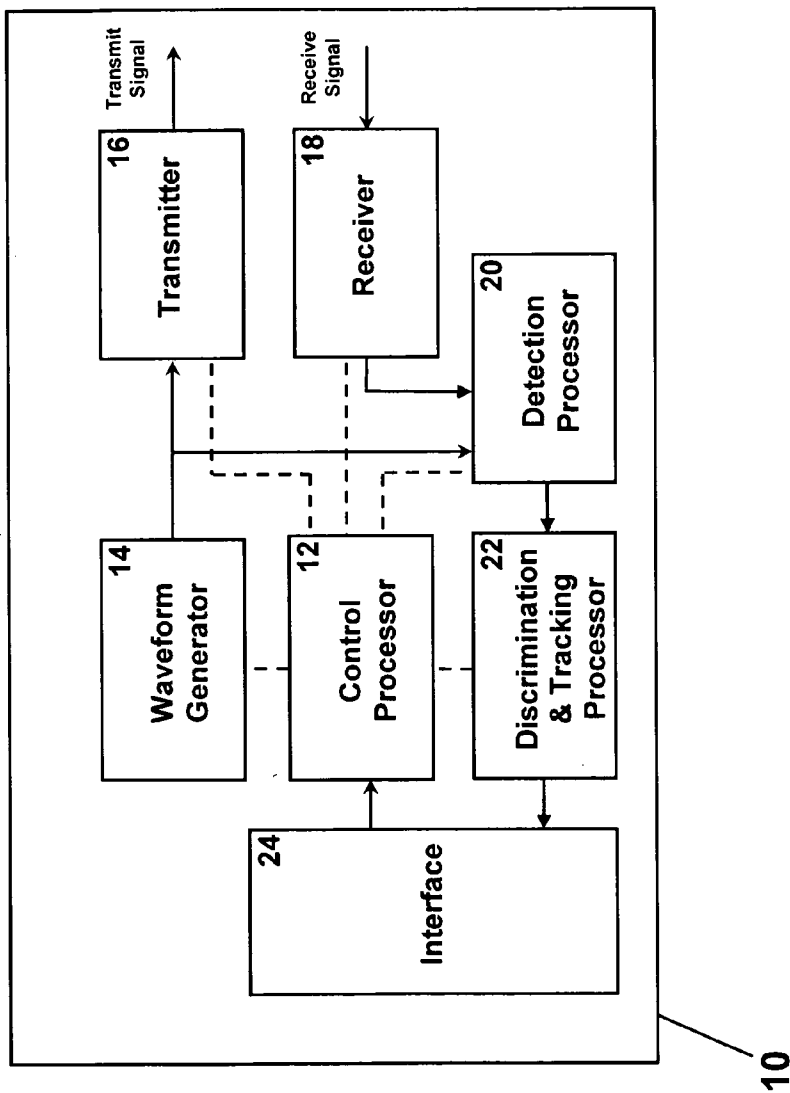 Transmit
Signal
Receive
Signal
16
Transmitter
18
Receiver
14
Waveform
Generator
12
Control
Processor
20
Detection
Processor
22
Discrimination
& Tracking
Processor
24
Interface
10